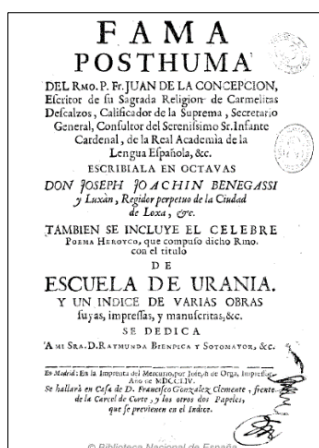 FAMA
POSTHUMA
DEL RMO. P. Fr. JUAN DE LA CONCEPCION,
Escritor de su Sagrada Religion de Carmelitas
Descalzos, Calificador de la Suprema, Secretario
General, Consultor del Serenissimo Sr. Infante
Cardenal, de la Real Academia de la
Lengua Española, &c.
ESCRIBIALA EN OCTAVAS
DON JOSEPH JOACHIN BENEGASSI
y Luxàn, Regidor perpetuo de la Ciudad
de Loxa, &c.
TAMBIEN SE INCLUYE EL CELEBRE
POEMA HEROYCO, que compuso dicho Rmo.
con el titulo
DE
ESCUELA DE URANIA.
Y UN INDICE DE VARIAS OBRAS
suyas, impressas, y manuscritas, &c.
SE DEDICA
A MI SRA. D. RAYMUNDA BIENPICA Y SOTOMAYOR, &c.
En Madrid: En la Imprenta del Mercurio, por Joseph de Orga, Impressor.
Año de MDCCLIV.
Se hallarà en Casa de D. Francisco Gonzalez Clemente, frente
de la Carcel de Corte, y los otros dos Papeles,
que se previenen en el Indice.
© Biblioteca Nacional de España